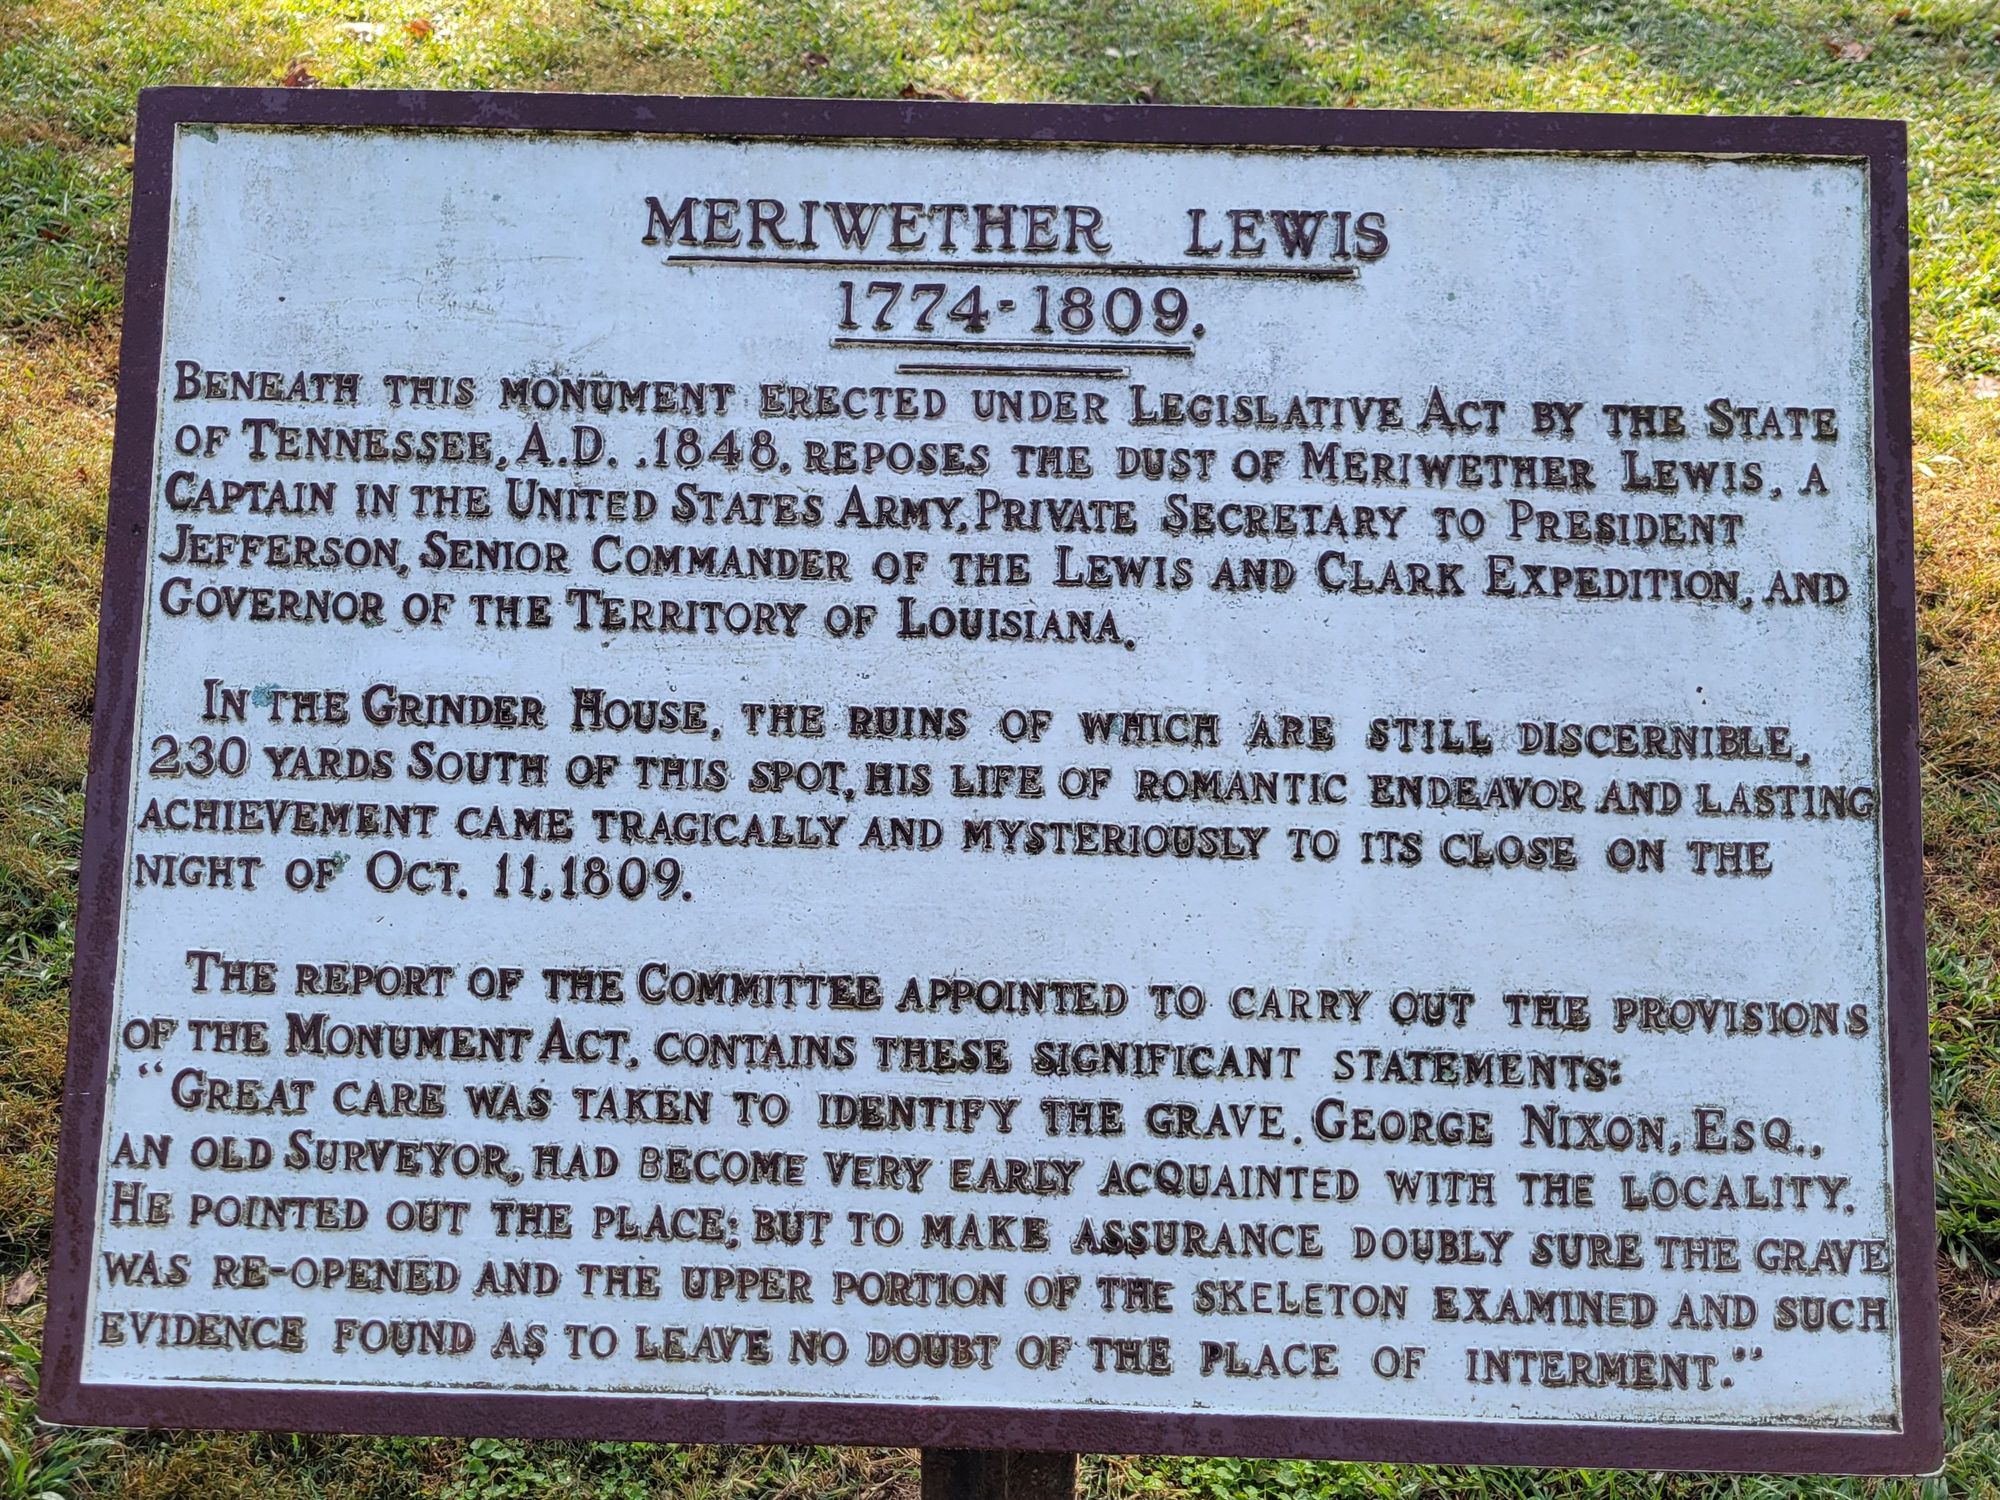 MERIWETHER LEWIS
1774-1809.
BENEATH THIS MONUMENT ERECTED UNDER LEGISLATIVE ACT BY THE STATE
OF TENNESSEE, A.D. ,1848, REPOSES THE DUST OF MERIWETHER LEWIS, A
CAPTAIN IN THE UNITED STATES ARMY, PRIVATE SECRETARY TO PRESIDENT
JEFFERSON, SENIOR COMMANDER OF THE LEWIS AND CLARK EXPEDITION, AND
GOVERNOR OF THE TERRITORY OF LOUISIANA.
IN THE GRINDER HOUSE, THE RUINS OF WHICH ARE STILL DISCERNIBLE,
230 YARDS SOUTH OF THIS SPOT, HIS LIFE OF ROMANTIC ENDEAVOR AND LASTING
ACHIEVEMENT CAME TRAGICALLY AND MYSTERIOUSLY TO ITS CLOSE ON THE
NIGHT OF OCT. 11,1809.
THE REPORT OF THE COMMITTEE APPOINTED TO CARRY OUT THE PROVISIONS
OF THE MONUMENT ACT, CONTAINS THESE SIGNIFICANT STATEMENTS:
"GREAT CARE WAS TAKEN TO IDENTIFY THE GRAVE. GEORGE NIXON, ESQ.,
AN OLD SURVEYOR, HAD BECOME VERY EARLY ACQUAINTED WITH THE LOCALITY.
HE POINTED OUT THE PLACE; BUT TO MAKE ASSURANCE DOUBLY SURE THE GRAVE
WAS RE-OPENED AND THE UPPER PORTION OF THE SKELETON EXAMINED AND SUCH
EVIDENCE FOUND AS TO LEAVE NO DOUBT OF THE PLACE OF INTERMENT."